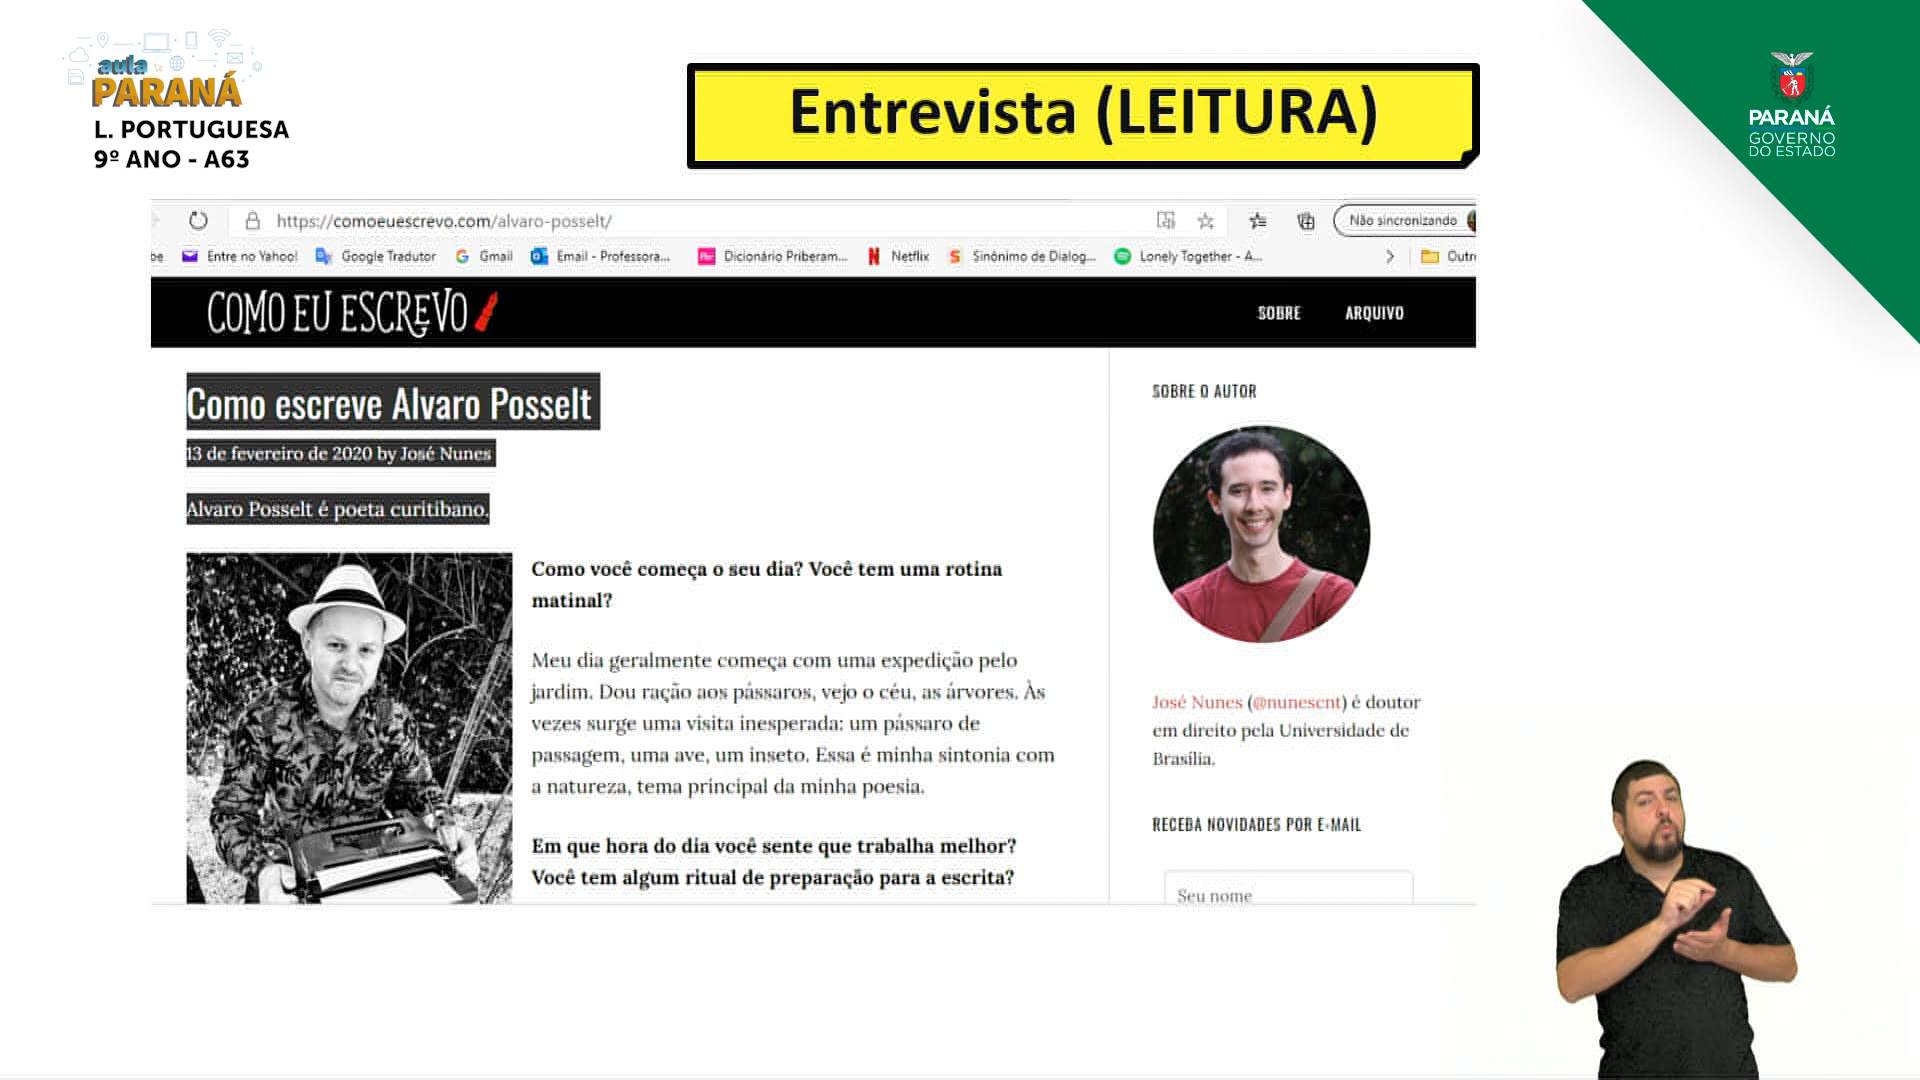 aula
PARANÁ
L. PORTUGUESA
9º ANO - A63
Entrevista (LEITURA)
PARANÁ
GOVERNO
DO ESTADO
https://comoeuescrevo.com/alvaro-posselt/
Não sincronizando
be Entre no Yahoo! Google Tradutor Gmail Email - Professora... Dicionário Priberam... Netflix Sinônimo de Dialog... Lonely Together - A... Outr
COMO EU ESCREVO
SOBRE ARQUIVO
Como escreve Alvaro Posselt
13 de fevereiro de 2020 by José Nunes
Alvaro Posselt é poeta curitibano.
Como você começa o seu dia? Você tem uma rotina
matinal?
Meu dia geralmente começa com uma expedição pelo
jardim. Dou ração aos pássaros, vejo o céu, as árvores. Às
vezes surge uma visita inesperada: um pássaro de
passagem, uma ave, um inseto. Essa é minha sintonia com
a natureza, tema principal da minha poesia.
Em que hora do dia você sente que trabalha melhor?
Você tem algum ritual de preparação para a escrita?
SOBRE O AUTOR
José Nunes (@nunescnt) é doutor
em direito pela Universidade de
Brasília.
RECEBA NOVIDADES POR E-MAIL
Seu nome